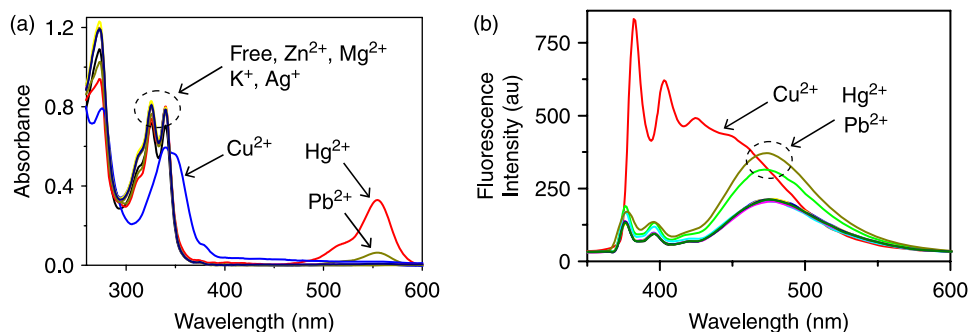 (a)
1.2
0.8
0.4
0.0
Absorbance
Free, Zn²⁺, Mg²⁺
K⁺, Ag⁺
Cu²⁺
Hg²⁺
Pb²⁺
300
400
500
600
Wavelength (nm)
(b)
750
500
250
0
Fluorescence
Intensity (au)
Cu²⁺
Hg²⁺
Pb²⁺
400
500
600
Wavelength (nm)